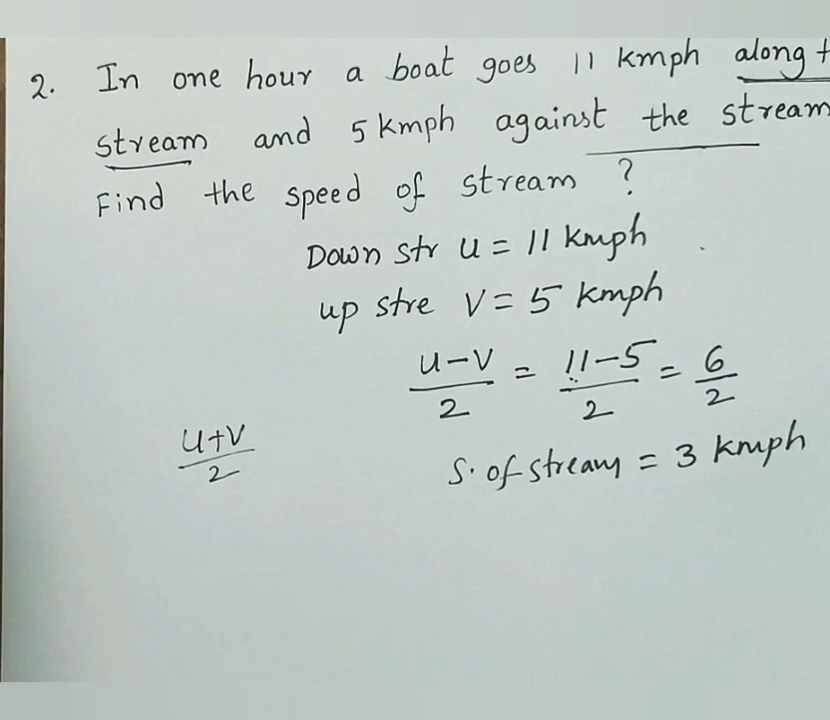 2. In one hour a boat goes 11 kmph along
stream and 5 kmph against the stream
Find the speed of stream ?
Down str u = 11 kmph
up stre v = 5 kmph
u-v/2 = 11-5/2 = 6/2
u+v/2
S. of stream = 3 kmph